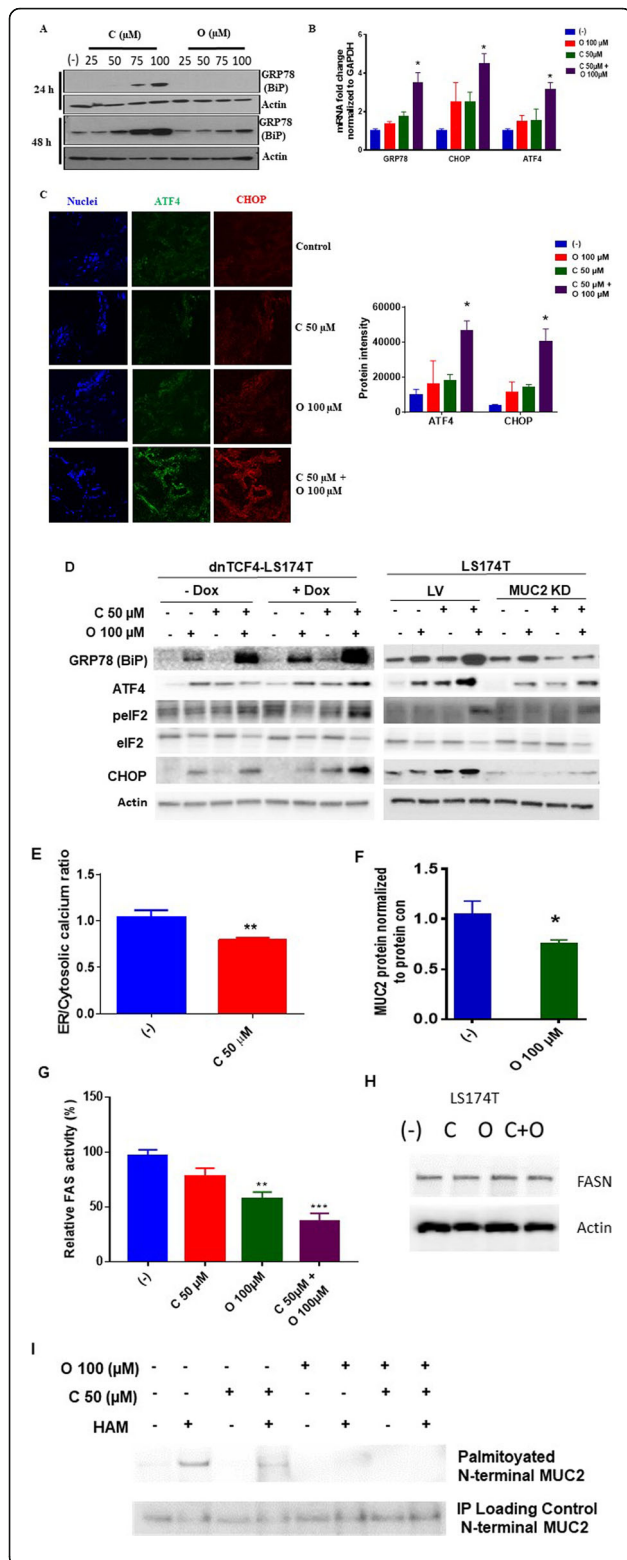 A
C (μM)
O (μM)
(-) 25 50 75 100 25 50 75 100
24 h
GRP78
(BiP)
Actin
48 h
GRP78
(BiP)
Actin
B
mRNA fold change
normalized to GAPDH
6
4
2
0
GRP78
CHOP
ATF4
*
*
*
(-)
O 100 μM
C 50μM
C 50μM +
O 100μM
C
Nuclei
ATF4
CHOP
Control
C 50 μM
O 100 μM
C 50 μM +
O 100 μM
(-)
O 100 μM
C 50 μM
C 50 μM +
O 100 μM
Protein intensity
60000
40000
20000
0
ATF4
CHOP
*
*
D
dnTCF4-LS174T
LS174T
- Dox
+ Dox
LV
MUC2 KD
C 50 μM - - + + - - + + - - + + - - + +
O 100 μM - + - + - + - + - + - + - + - +
GRP78 (BiP)
ATF4
peIF2
eIF2
CHOP
Actin
E
ER/Cytosolic calcium ratio
1.5
1.0
0.5
0.0
**
(-)
C 50 μM
F
MUC2 protein normalized
to protein con
1.5
1.0
0.5
0.0
*
(-)
O 100 μM
G
Relative FAS activity (%)
150
100
50
0
**
***
(-)
C 50 μM
O 100μM
C 50μM +
O 100μM
H
LS174T
(-) C O C+O
FASN
Actin
I
O 100 (μM) - - - - + + + +
C 50 (μM) - - + + - - + +
HAM - + - + - + - +
Palmitoyated
N-terminal MUC2
IP Loading Control
N-terminal MUC2